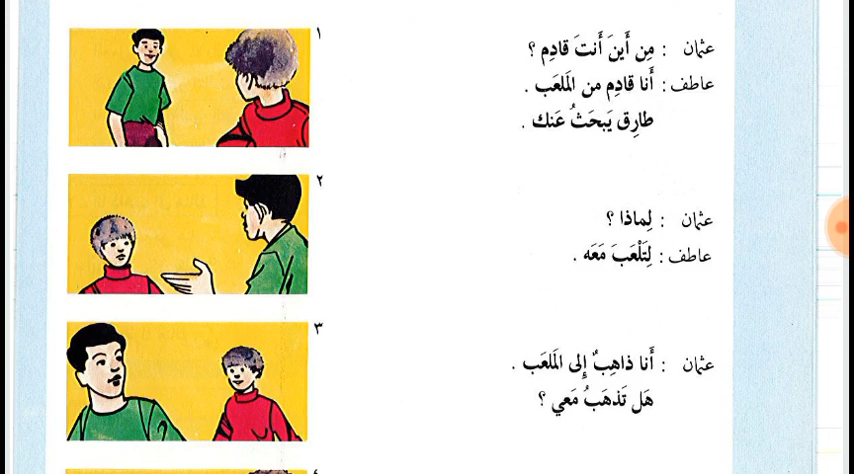 ١
عثمان : مِن أَينَ أَنتَ قادِم ؟
عاطف : أَنا قادِم من المَلعَب .
طارِق يَبحَثُ عَنك .
٢
عثمان : لِماذا ؟
عاطف : لِتَلْعَبَ مَعَه .
٣
عثمان : أَنا ذاهِبٌ إِلى المَلعَب .
هَل تَذهَبُ مَعي ؟